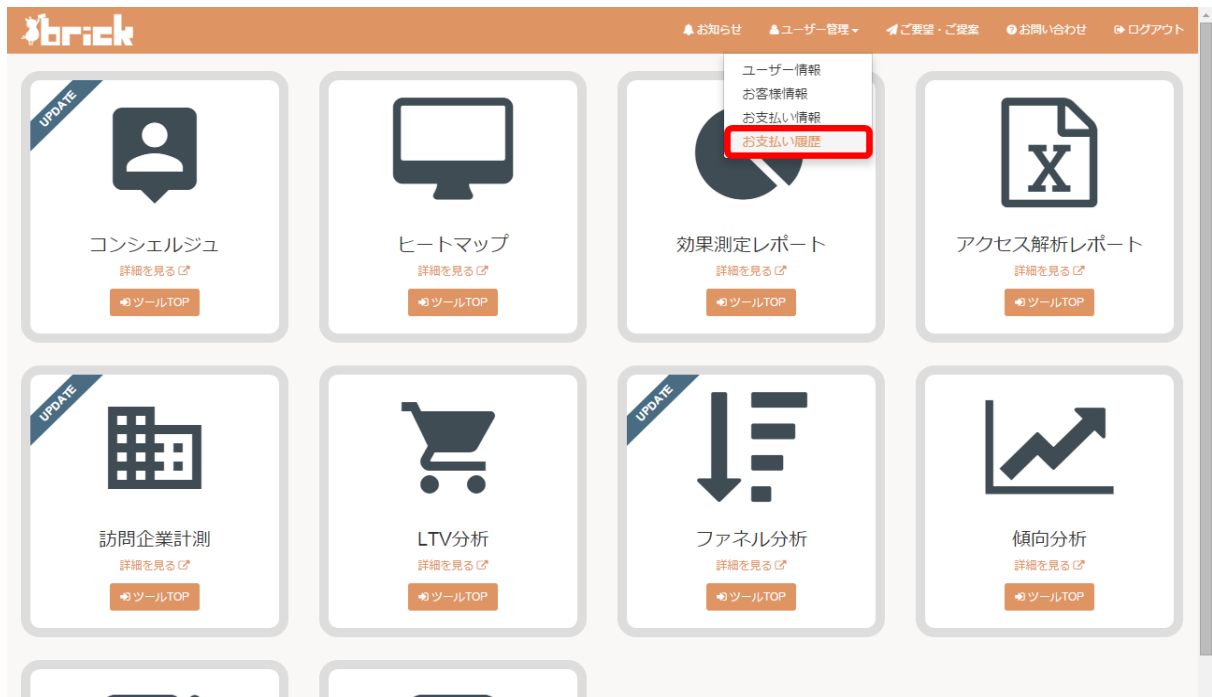 brick
お知らせ
ユーザー管理
ご要望・ご提案
お問い合わせ
ログアウト
ユーザー情報
お客様情報
お支払い情報
お支払い履歴
UPDATE
コンシェルジュ
詳細を見る
ツールTOP
ヒートマップ
詳細を見る
ツールTOP
効果測定レポート
詳細を見る
ツールTOP
X
アクセス解析レポート
詳細を見る
ツールTOP
UPDATE
訪問企業計測
詳細を見る
ツールTOP
LTV分析
詳細を見る
ツールTOP
UPDATE
ファネル分析
詳細を見る
ツールTOP
傾向分析
詳細を見る
ツールTOP